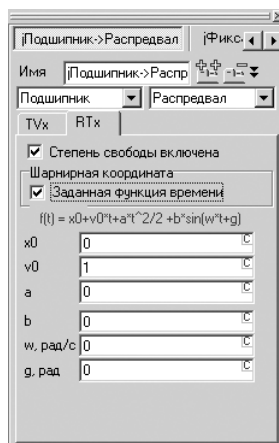 jПодшипник->Распредвал jФикс
Имя jПодшипник->Распр
Подшипник Распредвал
TVx RTx
Степень свободы включена
Шарнирная координата
Заданная функция времени
f(t) = x0+v0*t+a*t^2/2 +b*sin(w*t+g)
x0 0 C
v0 1 C
a 0 C
b 0 C
w, рад/с 0 C
g, рад 0 C